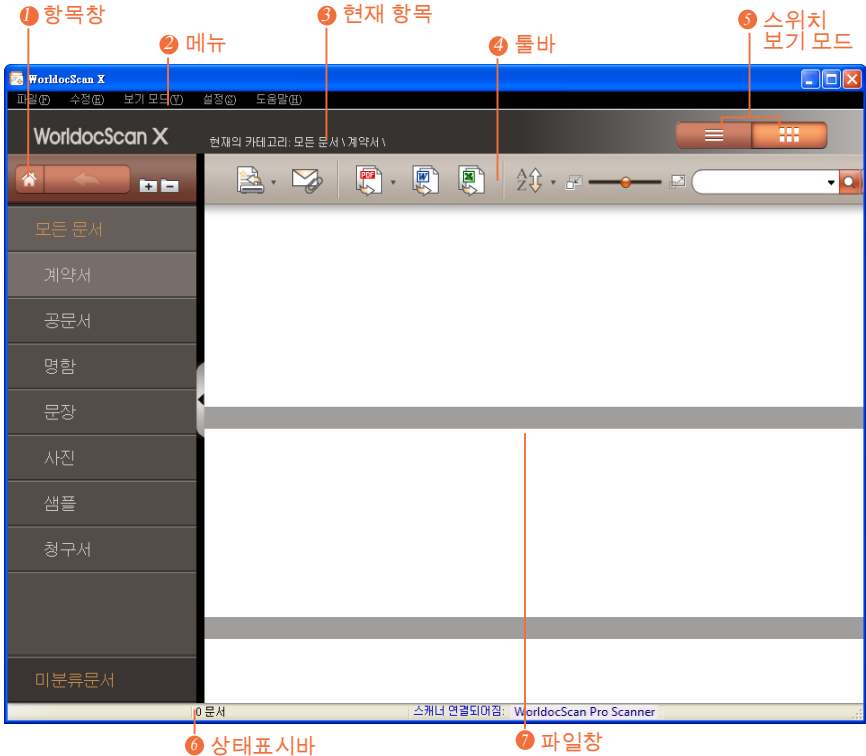 1 항목창
3 현재 항목
5 스위치
보기 모드
2 메뉴
4 툴바
WorldocScan X
파일(F) 수정(E) 보기 모드(V) 설정(S) 도움말(H)
WorldocScan X
현재의 카테고리: 모든 문서 \ 계약서 \
PDF
W
X
A
Z
모든 문서
계약서
공문서
명함
문장
사진
샘플
청구서
미분류문서
0 문서
스캐너 연결되어짐: WorldocScan Pro Scanner
6 상태표시바
7 파일창